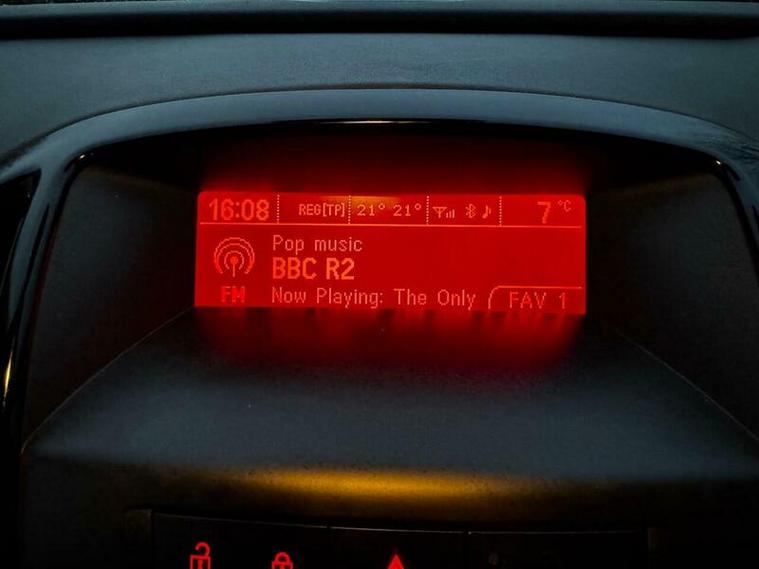 16:08 REG[TP] 21° 21° 7 °C
Pop music
BBC R2
FM Now Playing: The Only FAV 1